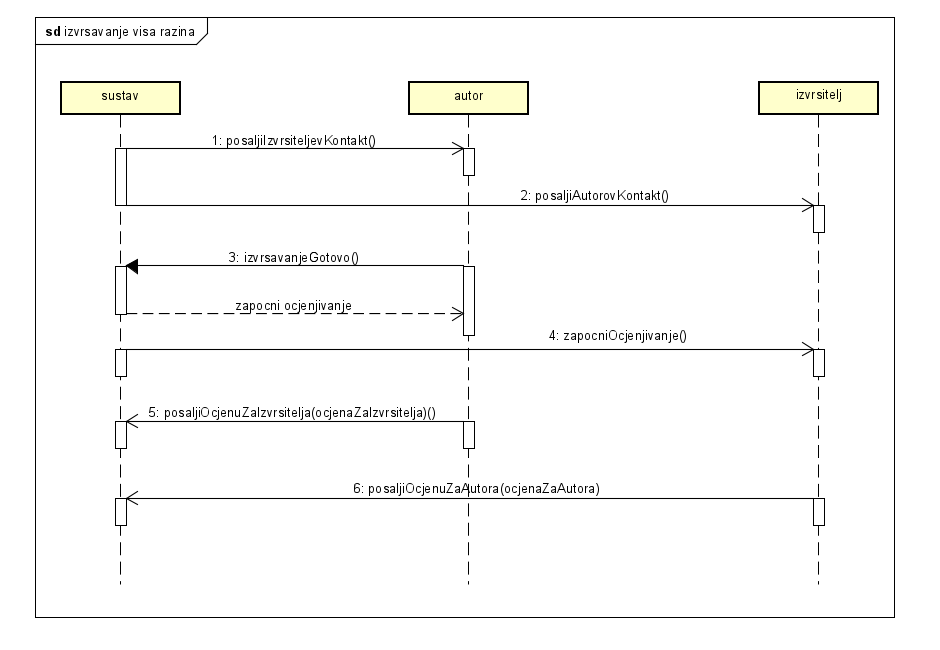 sd izvrsavanje visa razina
sustav
autor
izvrsitelj
1: posaljiIzvrsiteljevKontakt()
2: posaljiAutorovKontakt()
3: izvrsavanjeGotovo()
zapocni ocjenjivanje
4: zapocniOcjenjivanje()
5: posaljiOcjenuZaIzvrsitelja(ocjenaZaIzvrsitelja)()
6: posaljiOcjenuZaAutora(ocjenaZaAutora)